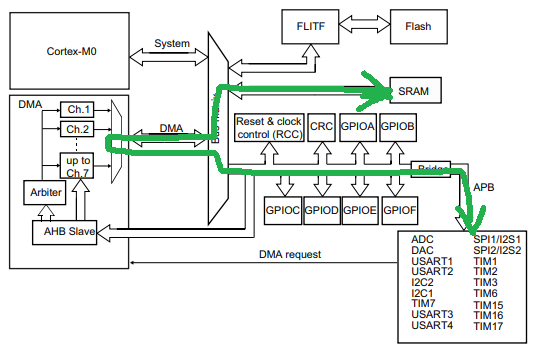 Cortex-M0
System
FLITF
Flash
SRAM
DMA
Ch.1
Ch.2
up to
Ch.7
Arbiter
AHB Slave
DMA
Reset & clock
control (RCC)
CRC
GPIOA
GPIOB
Bridge
APB
GPIOC
GPIOD
GPIOE
GPIOF
DMA request
ADC
DAC
USART1
USART2
I2C2
I2C1
TIM7
USART3
USART4
SPI1/I2S1
SPI2/I2S2
TIM1
TIM2
TIM3
TIM6
TIM15
TIM16
TIM17